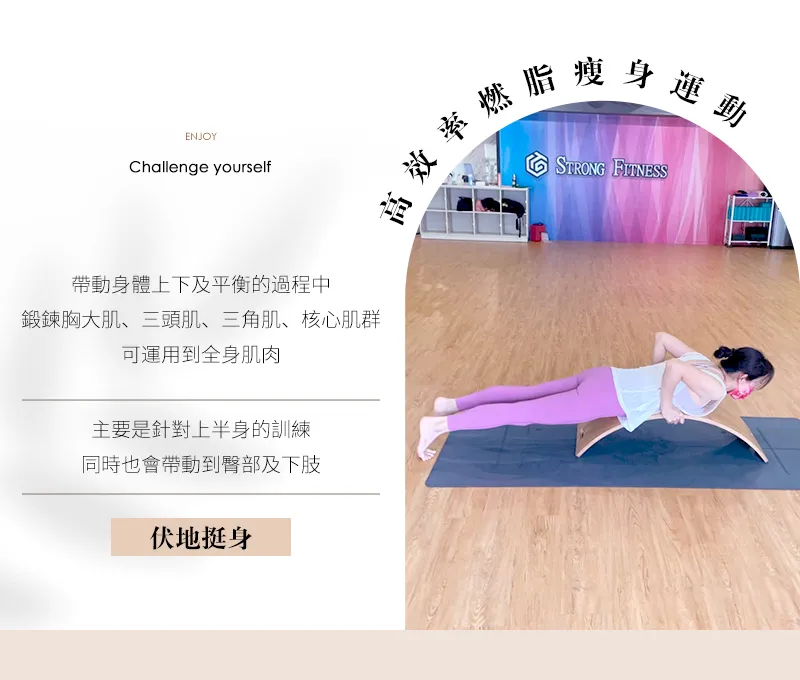 高效率燃脂瘦身運動
ENJOY
Challenge yourself
帶動身體上下及平衡的過程中
鍛鍊胸大肌、三頭肌、三角肌、核心肌群
可運用到全身肌肉
主要是針對上半身的訓練
同時也會帶動到臀部及下肢
伏地挺身
STRONG FITNESS